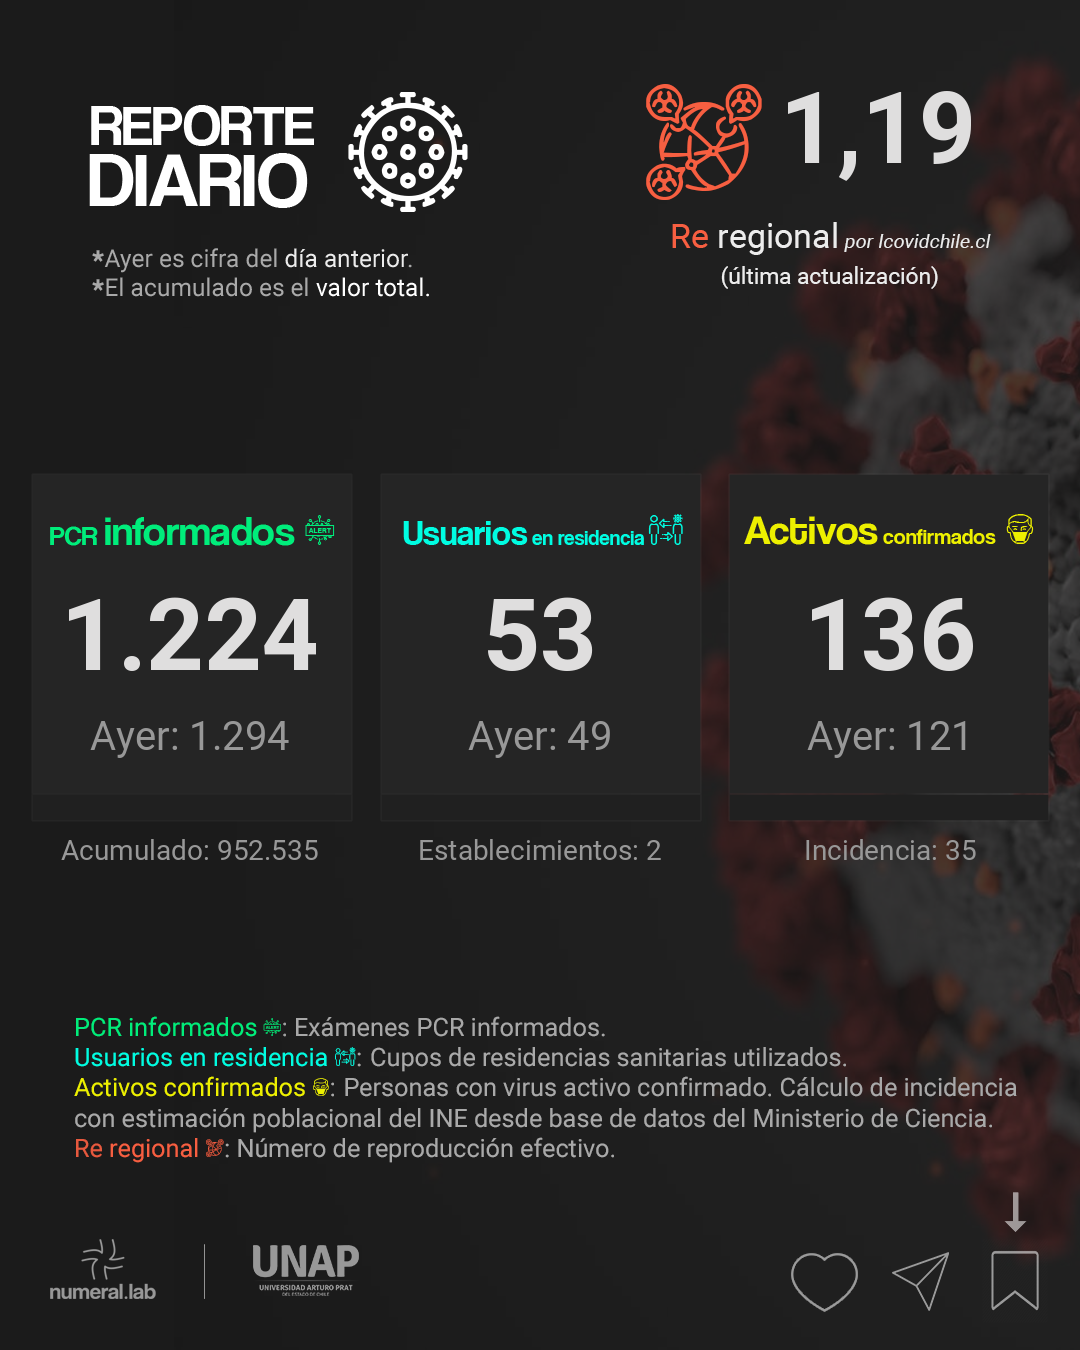 REPORTE
DIARIO
*Ayer es cifra del día anterior.
*El acumulado es el valor total.
1,19
Re regional por Icovidchile.cl
(última actualización)
PCR informados ALERT
1.224
Ayer: 1.294
Acumulado: 952.535
Usuarios en residencia
53
Ayer: 49
Establecimientos: 2
Activos confirmados
136
Ayer: 121
Incidencia: 35
PCR informados ALERT: Exámenes PCR informados.
Usuarios en residencia : Cupos de residencias sanitarias utilizados.
Activos confirmados : Personas con virus activo confirmado. Cálculo de incidencia
con estimación poblacional del INE desde base de datos del Ministerio de Ciencia.
Re regional : Número de reproducción efectivo.
numeral.lab
UNAP
UNIVERSIDAD ARTURO PRAT
DEL ESTADO DE CHILE